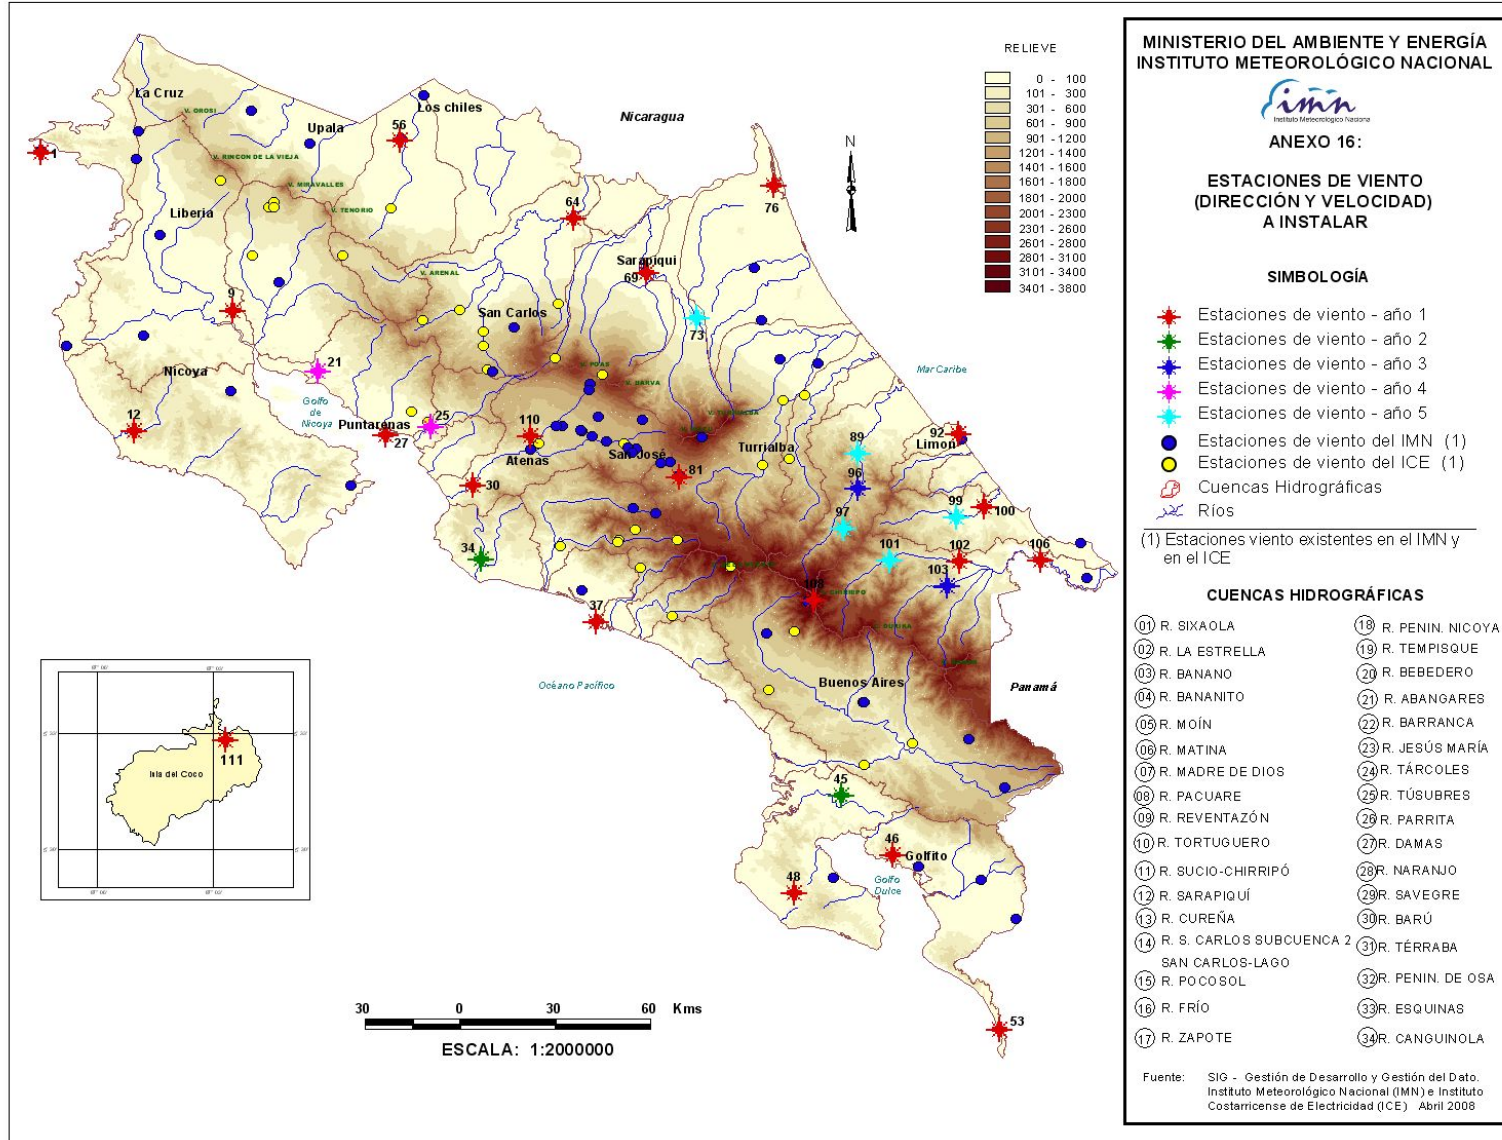 MINISTERIO DEL AMBIENTE Y ENERGÍA
INSTITUTO METEOROLÓGICO NACIONAL
imn
Instituto Meteorológico Nacional
ANEXO 16:
ESTACIONES DE VIENTO
(DIRECCIÓN Y VELOCIDAD)
A INSTALAR
SIMBOLOGÍA
Estaciones de viento - año 1
Estaciones de viento - año 2
Estaciones de viento - año 3
Estaciones de viento - año 4
Estaciones de viento - año 5
Estaciones de viento del IMN (1)
Estaciones de viento del ICE (1)
Cuencas Hidrográficas
Ríos
(1) Estaciones viento existentes en el IMN y
en el ICE
CUENCAS HIDROGRÁFICAS
01 R. SIXAOLA
02 R. LA ESTRELLA
03 R. BANANO
04 R. BANANITO
05 R. MOÍN
06 R. MATINA
07 R. MADRE DE DIOS
08 R. PACUARE
09 R. REVENTAZÓN
10 R. TORTUGUERO
11 R. SUCIO-CHIRRIPÓ
12 R. SARAPIQUÍ
13 R. CUREÑA
14 R. S. CARLOS SUBCUENCA 2
SAN CARLOS-LAGO
15 R. POCOSOL
16 R. FRÍO
17 R. ZAPOTE
18 R. PENIN. NICOYA
19 R. TEMPISQUE
20 R. BEBEDERO
21 R. ABANGARES
22 R. BARRANCA
23 R. JESÚS MARÍA
24 R. TÁRCOLES
25 R. TÚSUBRES
26 R. PARRITA
27 R. DAMAS
28 R. NARANJO
29 R. SAVEGRE
30 R. BARÚ
31 R. TÉRRABA
32 R. PENIN. DE OSA
33 R. ESQUINAS
34 R. CANGUINOLA
Fuente: SIG - Gestión de Desarrollo y Gestión del Dato.
Instituto Meteorológico Nacional (IMN) e Instituto
Costarricense de Electricidad (ICE) Abril 2008
RELIEVE
0 - 100
101 - 300
301 - 600
601 - 900
901 - 1200
1201 - 1400
1401 - 1600
1601 - 1800
1801 - 2000
2001 - 2300
2301 - 2600
2601 - 2800
2801 - 3100
3101 - 3400
3401 - 3800
N
La Cruz
V. OROSI
Los chiles
Upala
56
Nicaragua
1
V. RINCON DE LA VIEJA
V. MIRAVALLES
76
Liberia
V. TENORIO
64
Sarapiqui
69
V. ARENAL
9
San Carlos
73
Nicoya
21
V. POAS
V. BARVA
Mar Caribe
Golfo
de
Nicoya
12
Puntarenas
25
27
110
Atenas
San José
Turrialba
89
92
Limon
30
81
96
99
100
97
34
101
102
106
103
108
37
Océano Pacífico
Buenos Aires
Panamá
45
46
Golfito
Golfo
Dulce
48
53
Isla del Coco
111
30 0 30 60 Kms
ESCALA: 1:2000000